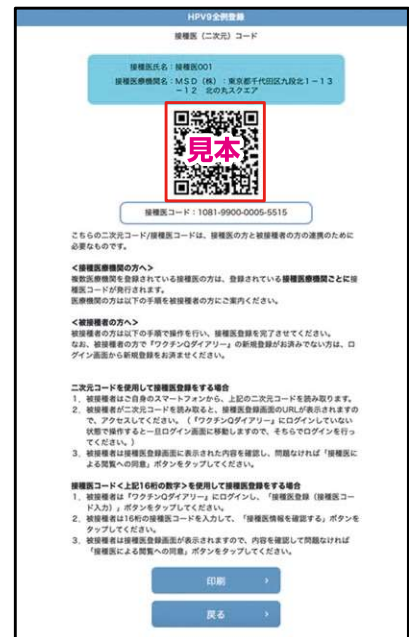 HPV9全例登録
接種医（二次元）コード
接種医氏名：接種医001
接種医療機関名：MSD（株）：東京都千代田区九段北1－13
－12　北の丸スクエア
見本
接種医コード：1081-9900-0005-5515
こちらの二次元コード/接種医コードは、接種医の方と被接種者の方の連携のために
必要なものです。
＜接種医療機関の方へ＞
複数医療機関を登録されている接種医の方は、登録されている接種医療機関ごとに接
種医コードが発行されます。
医療機関の方は以下の手順を被接種者の方にご案内ください。
＜被接種者の方へ＞
被接種者の方は以下の手順で操作を行い、接種医登録を完了させてください。
なお、被接種者の方で『ワクチンQダイアリー』の新規登録がお済みでない方は、ロ
グイン画面から新規登録をお済ませください。
二次元コードを使用して接種医登録をする場合
1．被接種者はご自身のスマートフォンから、上記の二次元コードを読み取ります。
2．被接種者が二次元コードを読み取ると、接種医登録画面のURLが表示されますの
で、アクセスしてください。（『ワクチンQダイアリー』にログインしていない
状態で操作すると一旦ログイン画面に移動しますので、そちらでログインを行っ
てください。）
3．被接種者は接種医登録画面に表示された内容を確認し、問題なければ「接種医に
よる閲覧への同意」ボタンをタップしてください。
接種医コード＜上記16桁の数字＞を使用して接種医登録をする場合
1．被接種者は『ワクチンQダイアリー』にログインし、「接種医登録（接種医コー
ド入力）」ボタンをタップしてください。
2．被接種者は16桁の接種医コードを入力して、「接種医情報を確認する」ボタンを
タップしてください。
3．被接種者は接種医登録画面が表示されますので、内容を確認して問題なければ
「接種医による閲覧への同意」ボタンをタップしてください。
印刷
戻る